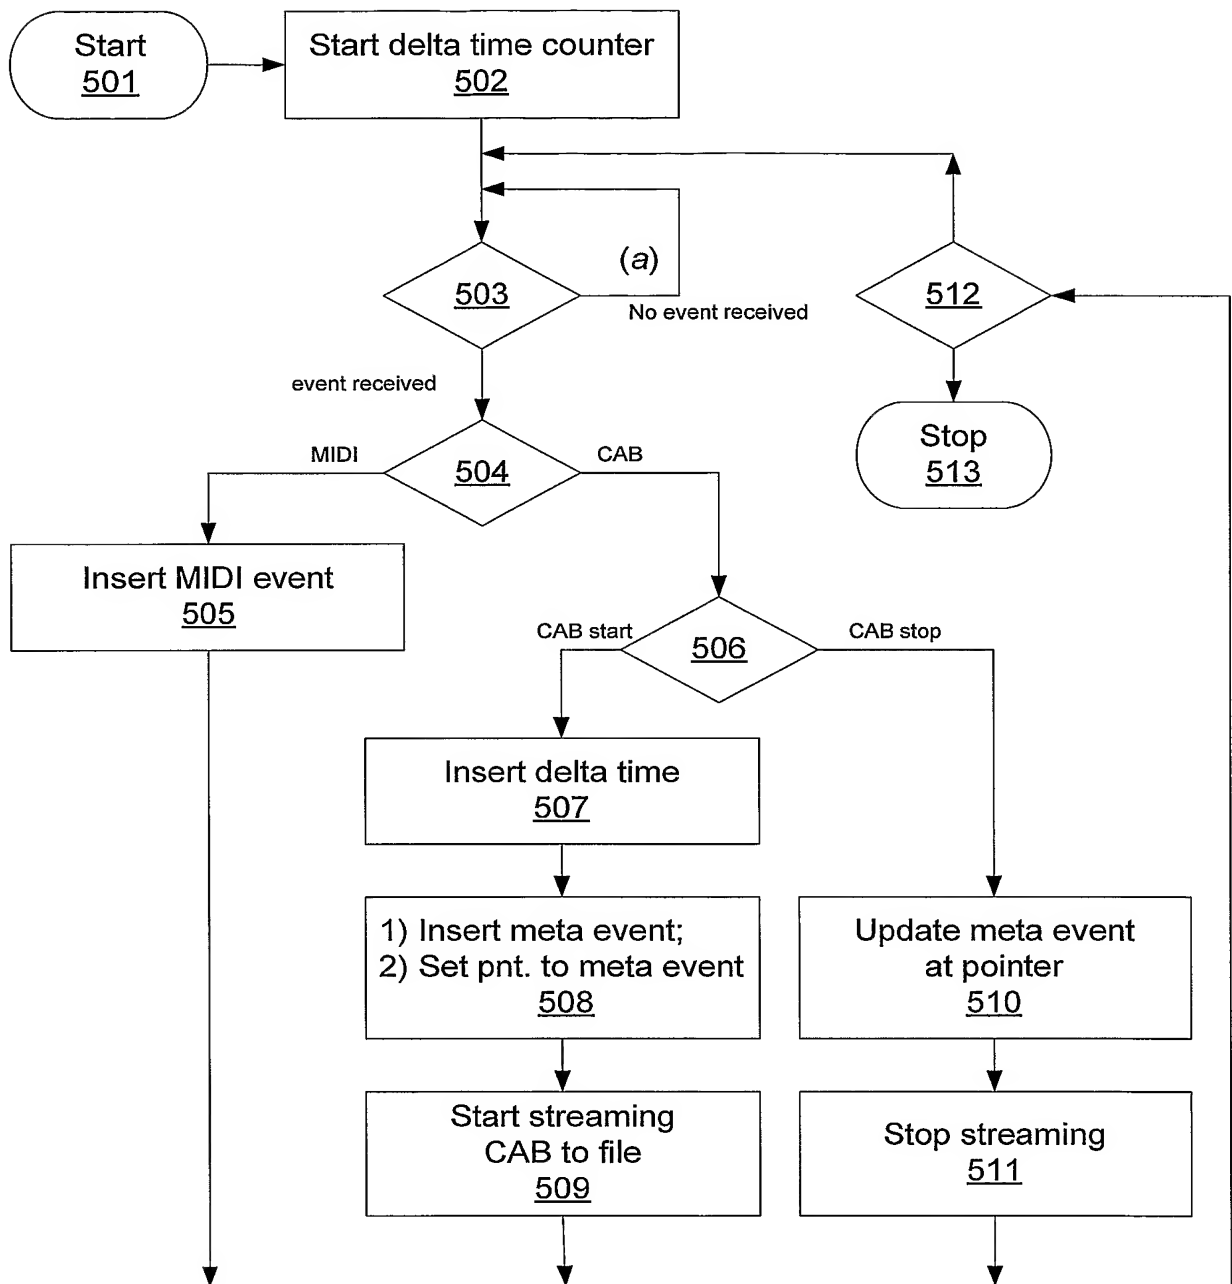 Start
501
Start delta time counter
502
(a)
503
No event received
512
event received
Stop
513
MIDI
504
CAB
Insert MIDI event
505
CAB start
506
CAB stop
Insert delta time
507
1) Insert meta event;
2) Set pnt. to meta event
508
Update meta event
at pointer
510
Start streaming
CAB to file
509
Stop streaming
511